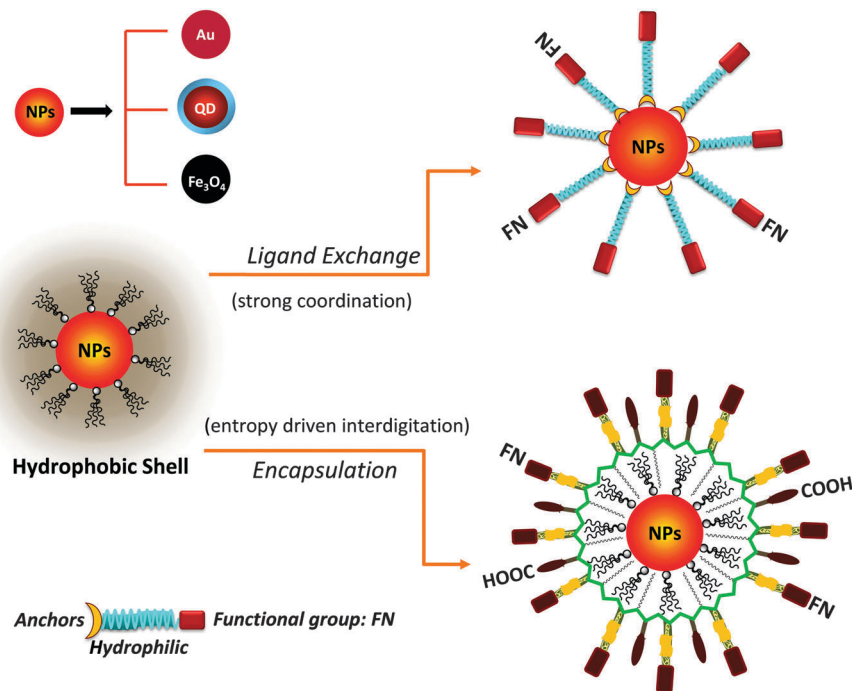 Au
NPs
QD
Fe₃O₄
FN
NPs
FN
FN
Ligand Exchange
(strong coordination)
NPs
Hydrophobic Shell
(entropy driven interdigitation)
Encapsulation
FN
COOH
NPs
HOOC
FN
Anchors
Functional group: FN
Hydrophilic